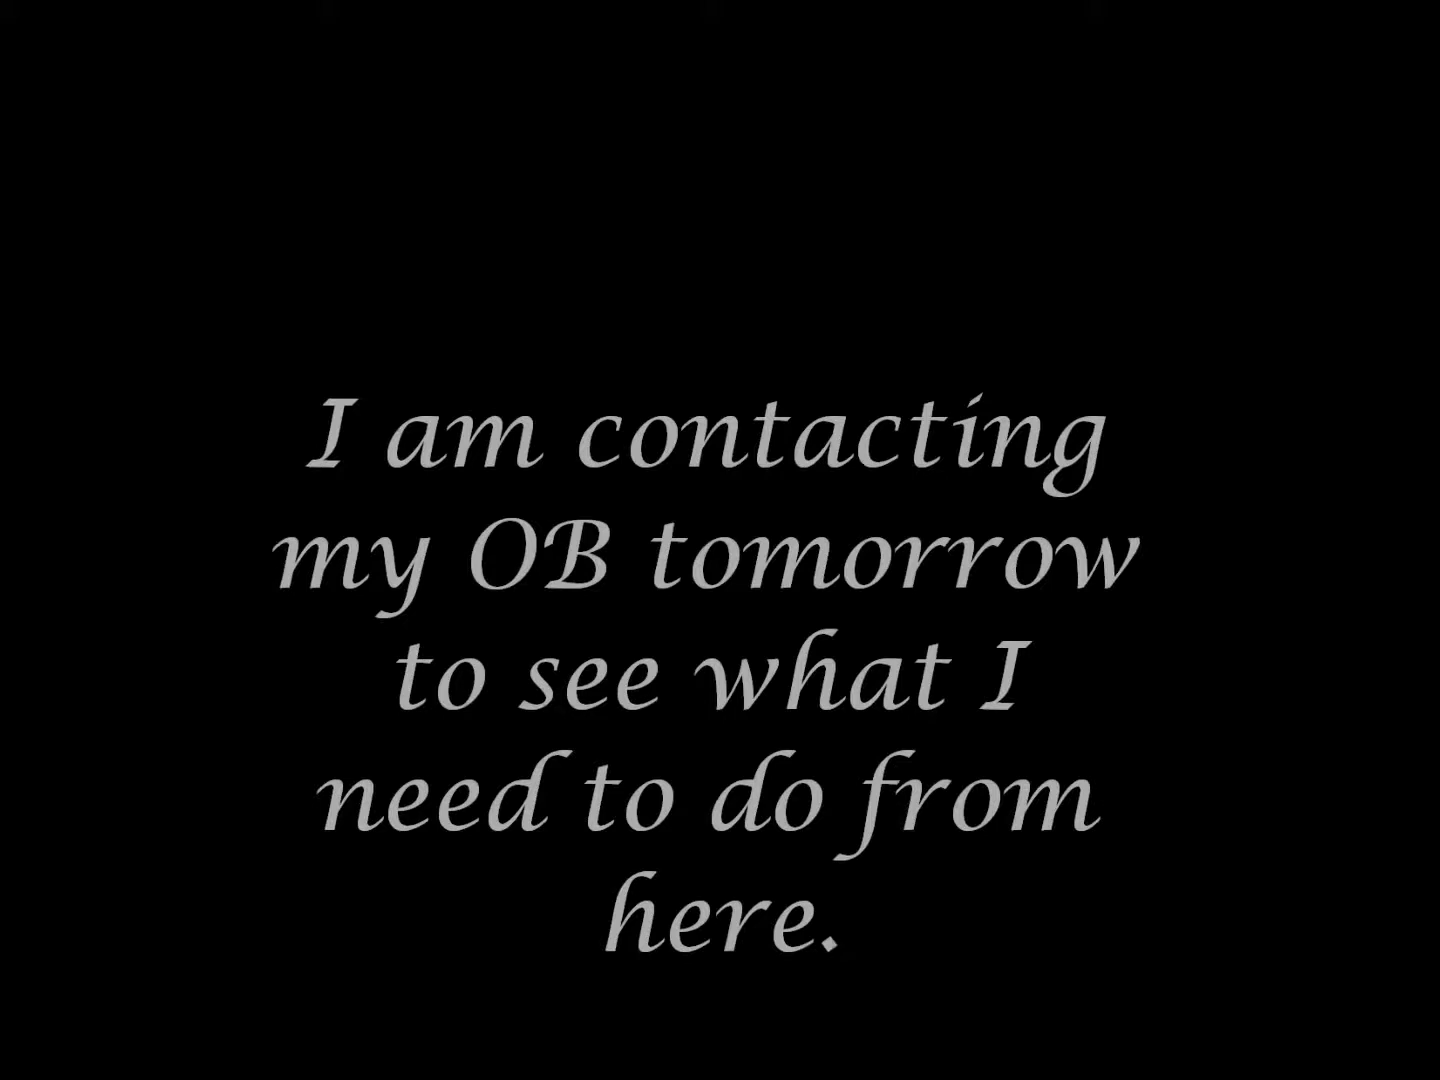 I am contacting
my OB tomorrow
to see what I
need to do from
here.